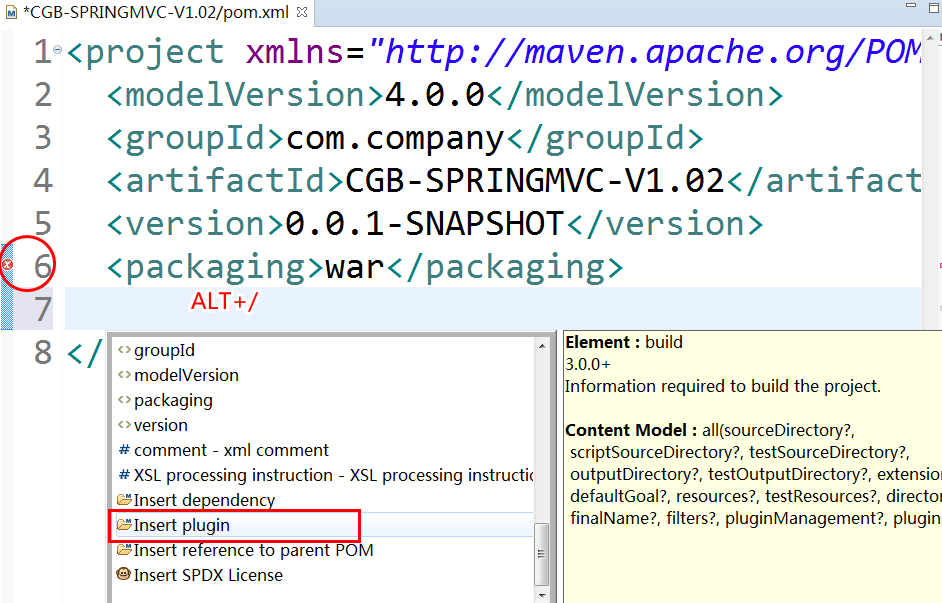 *CGB-SPRINGMVC-V1.02/pom.xml
1 <project xmlns="http://maven.apache.org/POM
2 <modelVersion>4.0.0</modelVersion>
3 <groupId>com.company</groupId>
4 <artifactId>CGB-SPRINGMVC-V1.02</artifact
5 <version>0.0.1-SNAPSHOT</version>
6 <packaging>war</packaging>
ALT+/
7
8 </
<> groupId
<> modelVersion
<> packaging
<> version
# comment - xml comment
# XSL processing instruction - XSL processing instructio
Insert dependency
Insert plugin
Insert reference to parent POM
Insert SPDX License
Element : build
3.0.0+
Information required to build the project.
Content Model : all(sourceDirectory?,
scriptSourceDirectory?, testSourceDirectory?,
outputDirectory?, testOutputDirectory?, extension
defaultGoal?, resources?, testResources?, director
finalName?, filters?, pluginManagement?, plugins